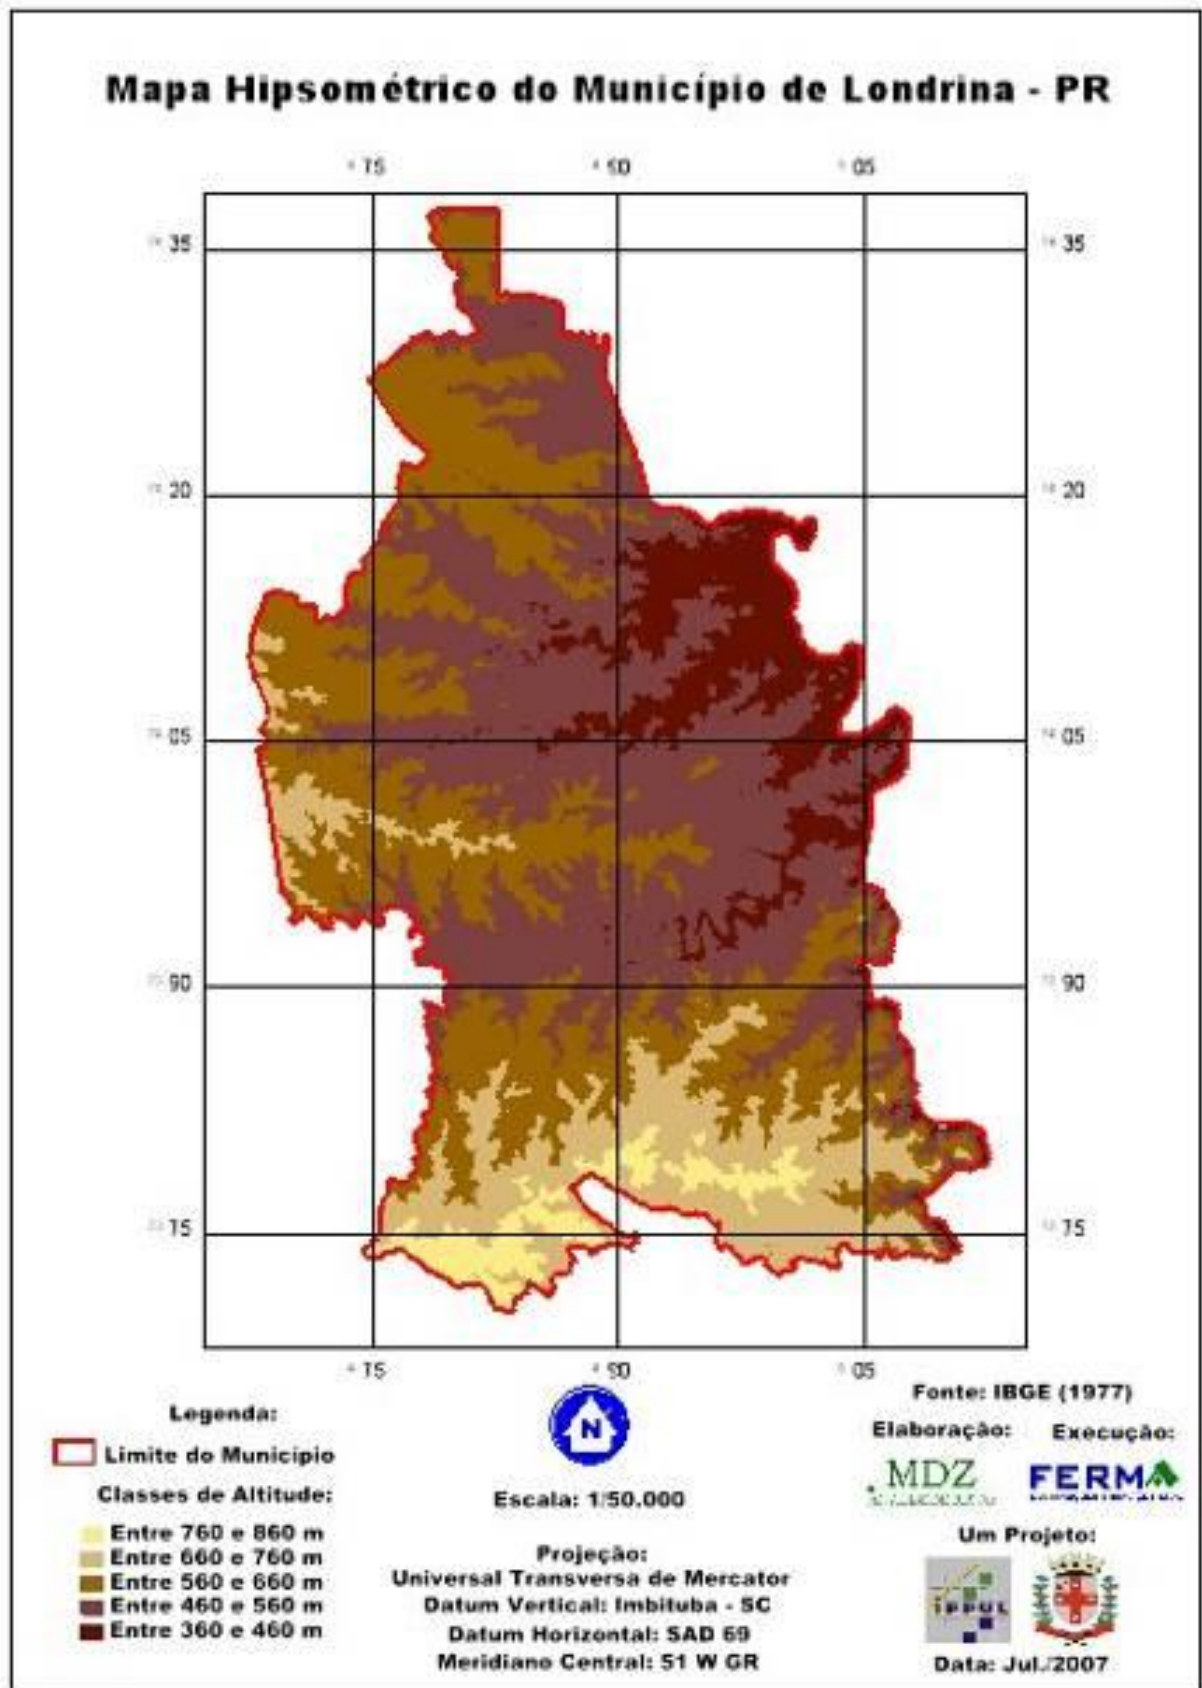 Mapa Hipsométrico do Município de Londrina - PR
75 90 05
35 35
20 20
05 05
90 90
75 75
75 90 05
Legenda:
Limite do Município
Classes de Altitude:
Entre 760 e 860 m
Entre 660 e 760 m
Entre 560 e 660 m
Entre 460 e 560 m
Entre 360 e 460 m
N
Escala: 1/50.000
Projeção:
Universal Transversa de Mercator
Datum Vertical: Imbituba - SC
Datum Horizontal: SAD 69
Meridiano Central: 51 W GR
Fonte: IBGE (1977)
Elaboração: Execução:
MDZ FERMA
Um Projeto:
IPPUL
Data: Jul./2007